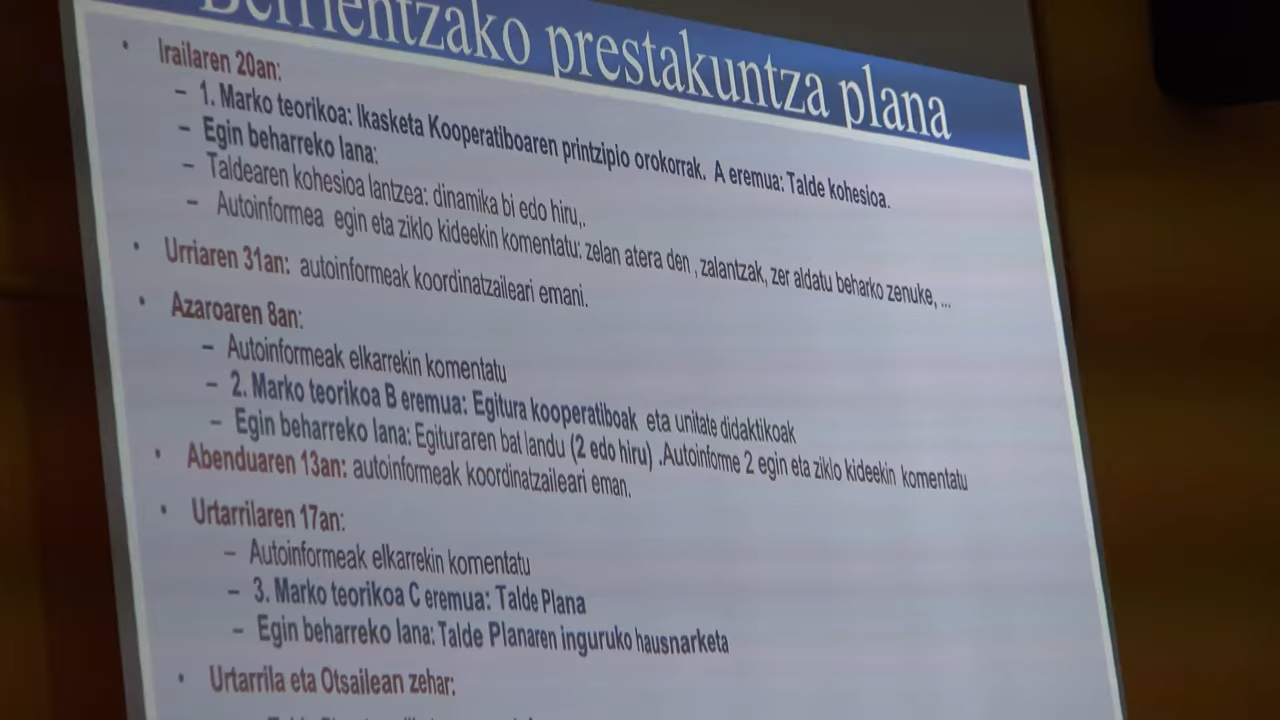 Berrientzako prestakuntza plana
• Irailaren 20an:
– 1. Marko teorikoa: Ikasketa Kooperatiboaren printzipio orokorrak. A eremua: Talde kohesioa.
– Egin beharreko lana:
– Taldearen kohesioa lantzea: dinamika bi edo hiru,.
– Autoinformea egin eta ziklo kideekin komentatu: zelan atera den , zalantzak, zer aldatu beharko zenuke, ...
• Urriaren 31an: autoinformeak koordinatzaileari emani.
• Azaroaren 8an:
– Autoinformeak elkarrekin komentatu
– 2. Marko teorikoa B eremua: Egitura kooperatiboak eta unitate didaktikoak
– Egin beharreko lana: Egituraren bat landu (2 edo hiru) .Autoinforme 2 egin eta ziklo kideekin komentatu
• Abenduaren 13an: autoinformeak koordinatzaileari eman.
• Urtarrilaren 17an:
– Autoinformeak elkarrekin komentatu
– 3. Marko teorikoa C eremua: Talde Plana
– Egin beharreko lana: Talde Planaren inguruko hausnarketa
• Urtarrila eta Otsailean zehar: